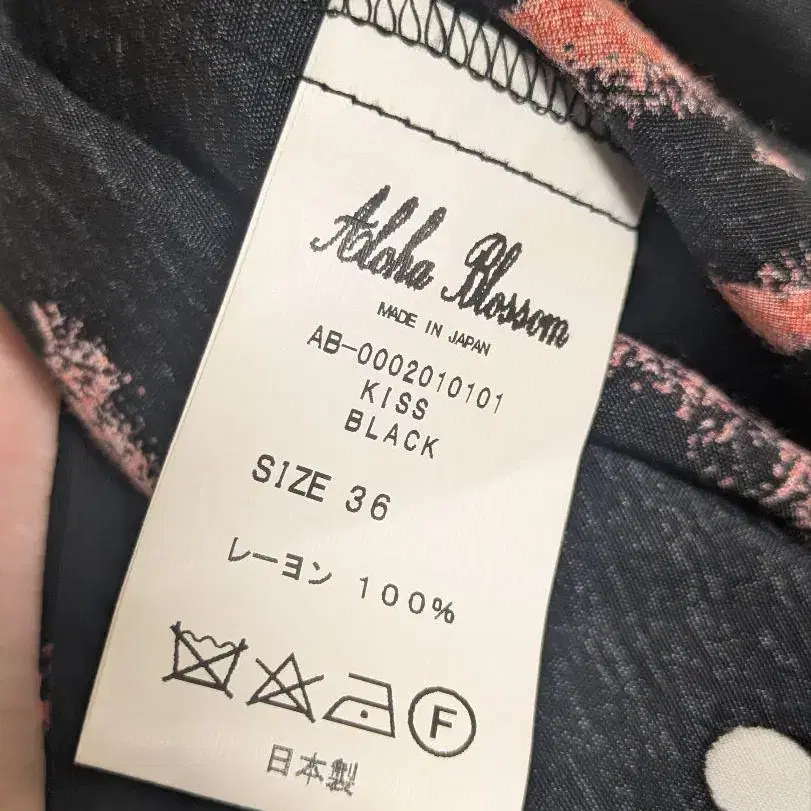 Aloha Blossom
MADE IN JAPAN
AB-0002010101
KISS
BLACK
SIZE 36
レーヨン 100%
F
日本製